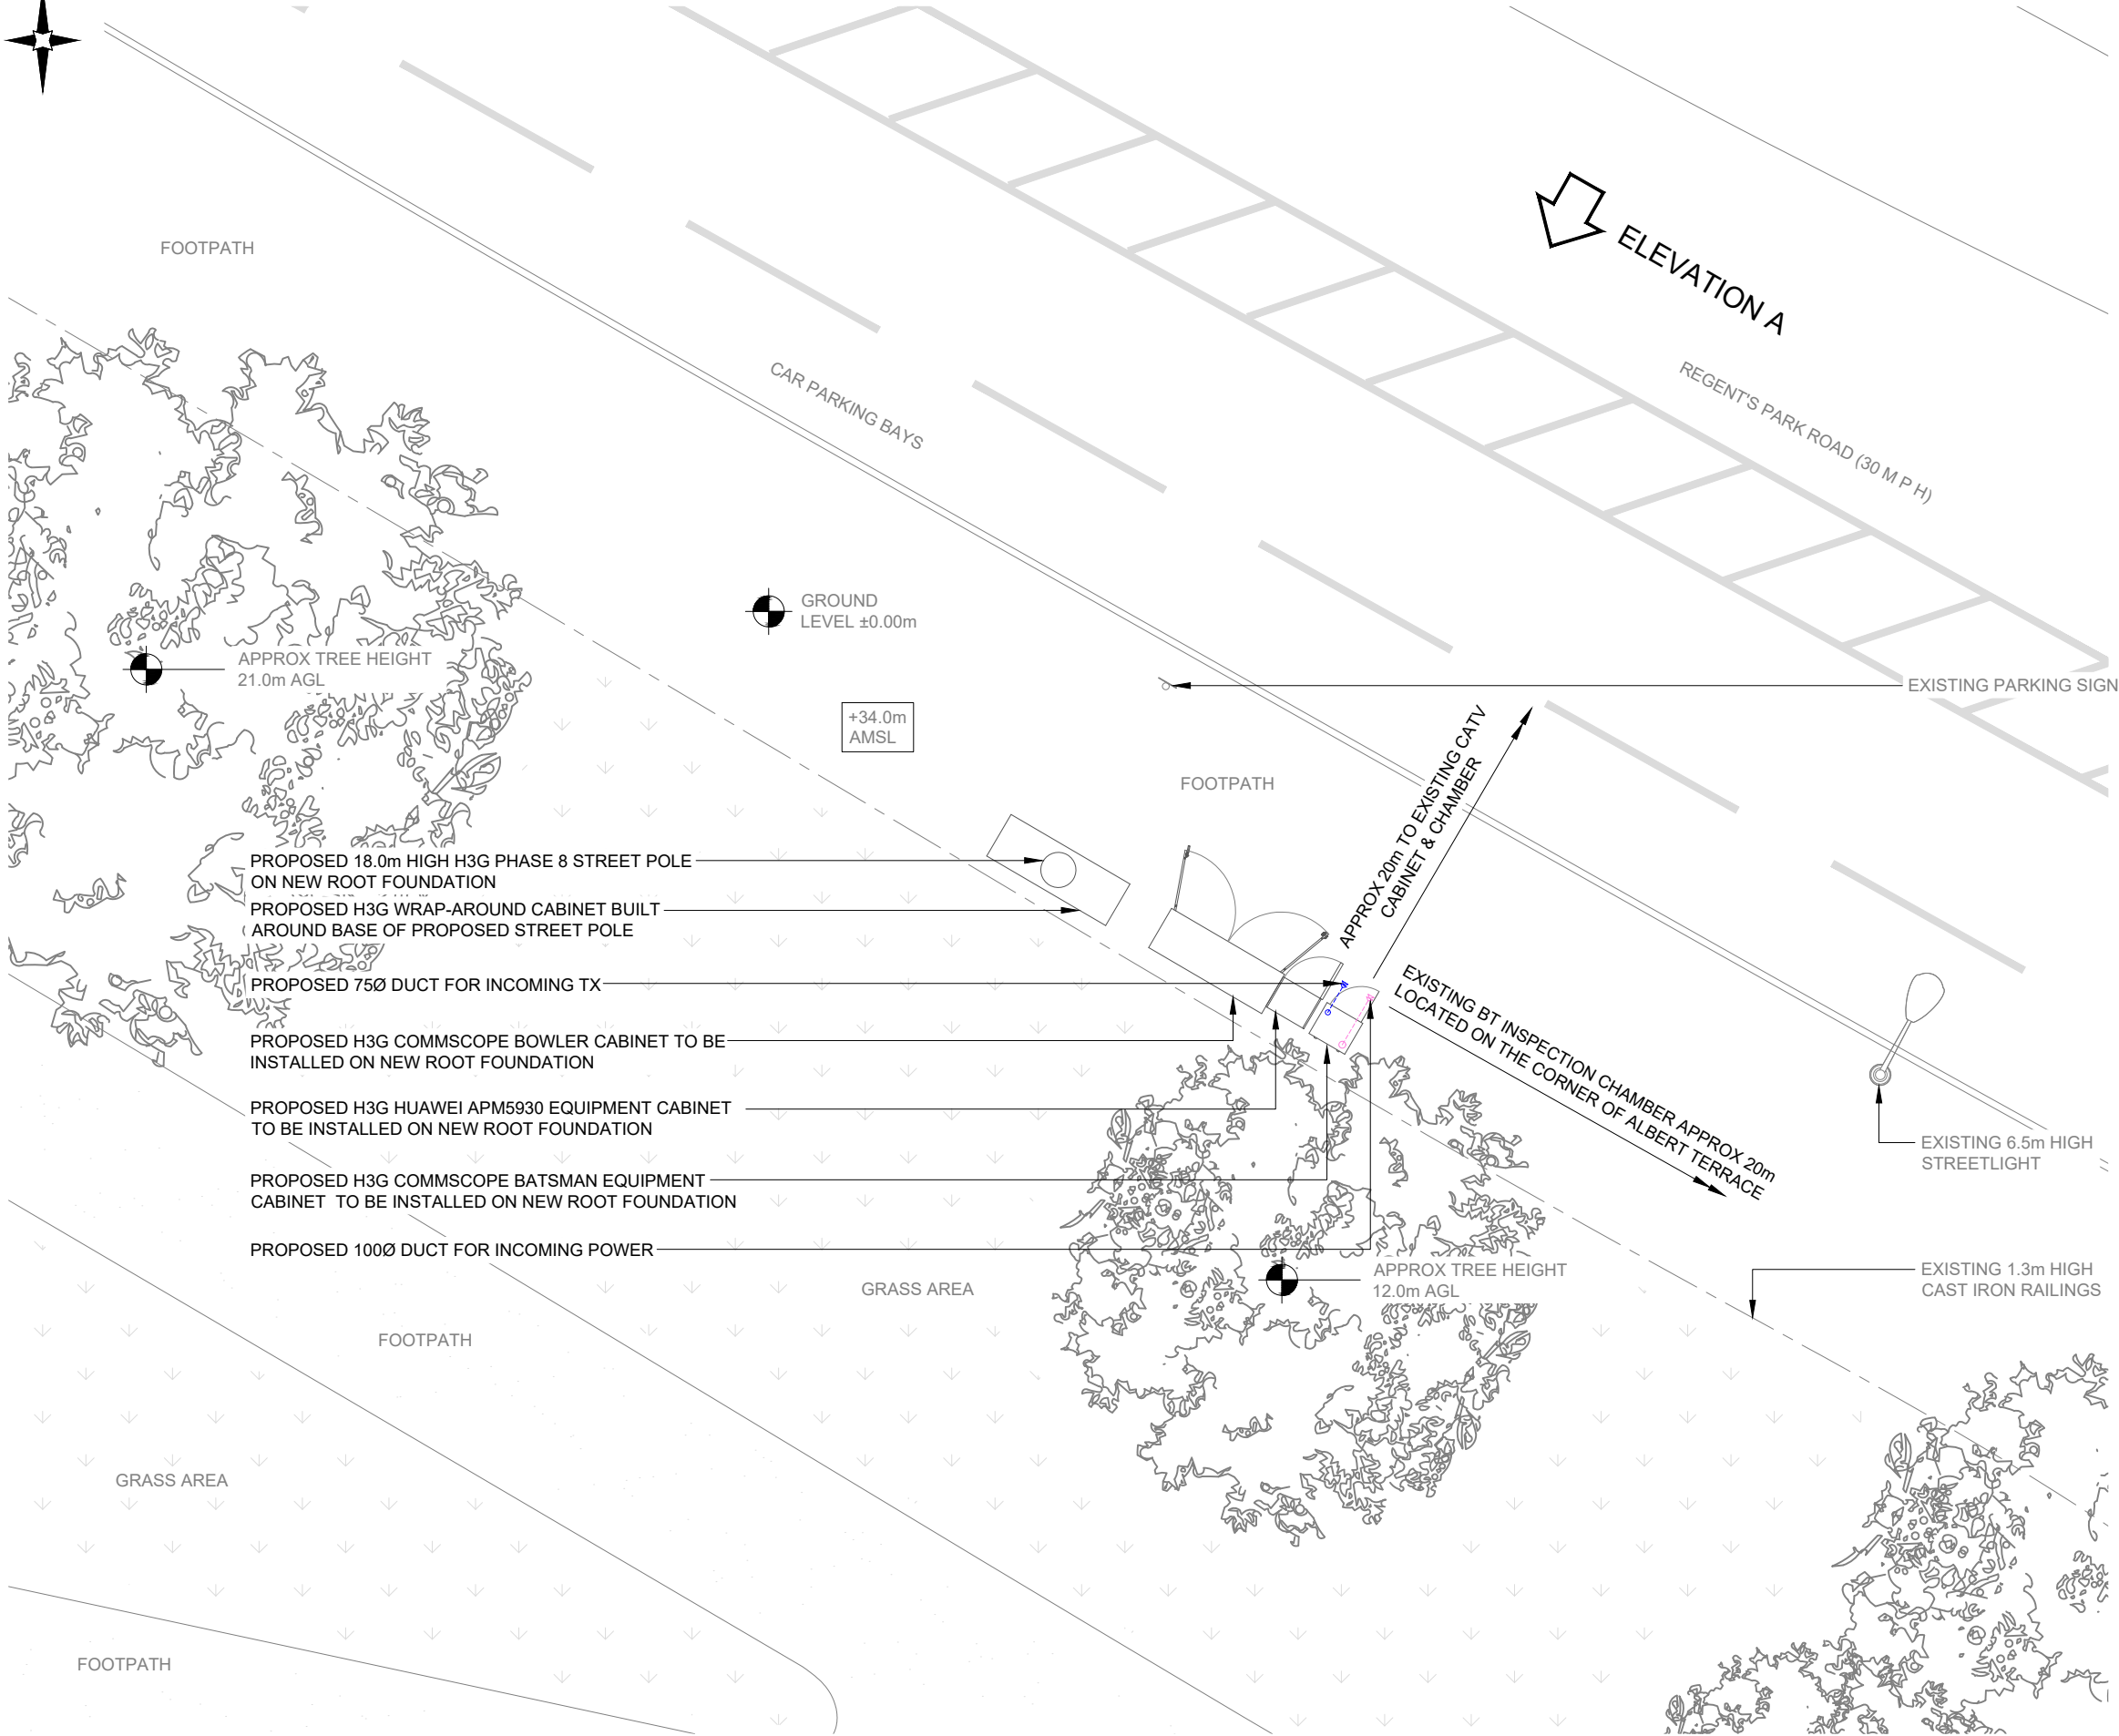 ELEVATION A
FOOTPATH
CAR PARKING BAYS
REGENT'S PARK ROAD (30 M P H)
GROUND
LEVEL ±0.00m
APPROX TREE HEIGHT
21.0m AGL
EXISTING PARKING SIGN
+34.0m
AMSL
FOOTPATH
APPROX 20m TO EXISTING CATV
CABINET & CHAMBER
PROPOSED 18.0m HIGH H3G PHASE 8 STREET POLE
ON NEW ROOT FOUNDATION
PROPOSED H3G WRAP-AROUND CABINET BUILT
AROUND BASE OF PROPOSED STREET POLE
PROPOSED 75Ø DUCT FOR INCOMING TX
PROPOSED H3G COMMSCOPE BOWLER CABINET TO BE
INSTALLED ON NEW ROOT FOUNDATION
PROPOSED H3G HUAWEI APM5930 EQUIPMENT CABINET
TO BE INSTALLED ON NEW ROOT FOUNDATION
PROPOSED H3G COMMSCOPE BATSMAN EQUIPMENT
CABINET TO BE INSTALLED ON NEW ROOT FOUNDATION
PROPOSED 100Ø DUCT FOR INCOMING POWER
EXISTING BT INSPECTION CHAMBER APPROX 20m
LOCATED ON THE CORNER OF ALBERT TERRACE
EXISTING 6.5m HIGH
STREETLIGHT
EXISTING 1.3m HIGH
CAST IRON RAILINGS
APPROX TREE HEIGHT
12.0m AGL
GRASS AREA
FOOTPATH
GRASS AREA
FOOTPATH